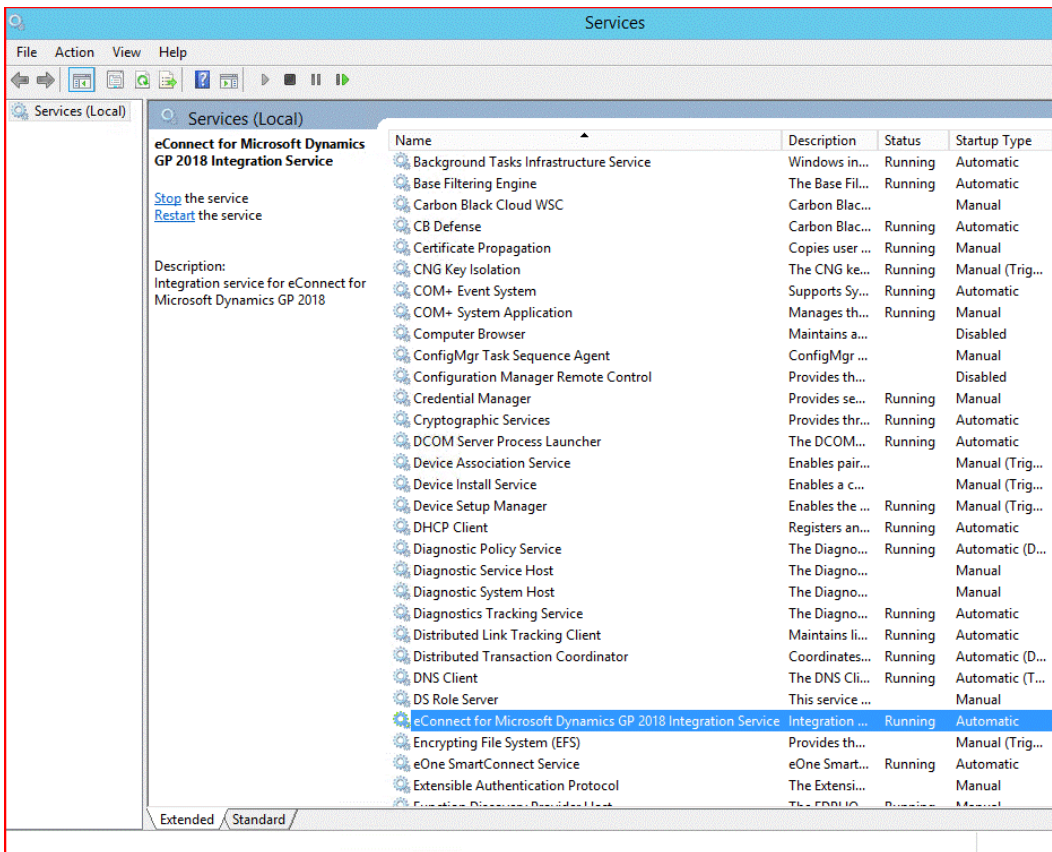 Services
File Action View Help
Services (Local)
Services (Local)
eConnect for Microsoft Dynamics
GP 2018 Integration Service
Stop the service
Restart the service
Description:
Integration service for eConnect for
Microsoft Dynamics GP 2018
Name Description Status Startup Type
Background Tasks Infrastructure Service Windows in... Running Automatic
Base Filtering Engine The Base Fil... Running Automatic
Carbon Black Cloud WSC Carbon Blac... Manual
CB Defense Carbon Blac... Running Automatic
Certificate Propagation Copies user ... Running Manual
CNG Key Isolation The CNG ke... Running Manual (Trig...
COM+ Event System Supports Sy... Running Automatic
COM+ System Application Manages th... Running Manual
Computer Browser Maintains a... Disabled
ConfigMgr Task Sequence Agent ConfigMgr ... Manual
Configuration Manager Remote Control Provides th... Disabled
Credential Manager Provides se... Running Manual
Cryptographic Services Provides thr... Running Automatic
DCOM Server Process Launcher The DCOM... Running Automatic
Device Association Service Enables pair... Manual (Trig...
Device Install Service Enables a c... Manual (Trig...
Device Setup Manager Enables the ... Running Manual (Trig...
DHCP Client Registers an... Running Automatic
Diagnostic Policy Service The Diagno... Running Automatic (D...
Diagnostic Service Host The Diagno... Manual
Diagnostic System Host The Diagno... Manual
Diagnostics Tracking Service The Diagno... Running Automatic
Distributed Link Tracking Client Maintains li... Running Automatic
Distributed Transaction Coordinator Coordinates... Running Automatic (D...
DNS Client The DNS Cli... Running Automatic (T...
DS Role Server This service ... Manual
eConnect for Microsoft Dynamics GP 2018 Integration Service Integration ... Running Automatic
Encrypting File System (EFS) Provides th... Manual (Trig...
eOne SmartConnect Service eOne Smart... Running Automatic
Extensible Authentication Protocol The Extensi... Manual
Function Discovery Provider Host The FDPHO... Running Manual
Extended Standard